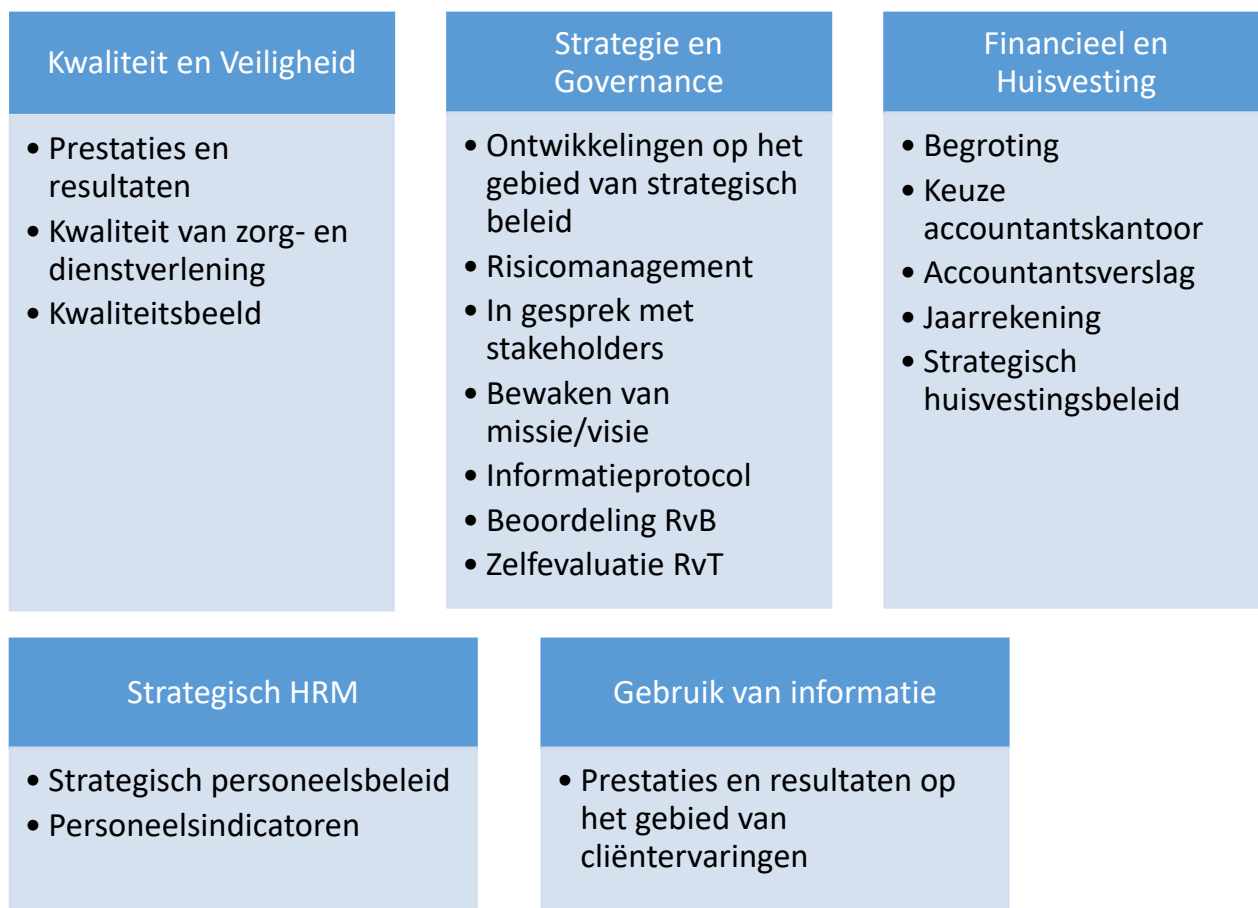 Kwaliteit en Veiligheid
• Prestaties en
resultaten
• Kwaliteit van zorg- en
dienstverlening
• Kwaliteitsbeeld
Strategie en
Governance
• Ontwikkelingen op het
gebied van strategisch
beleid
• Risicomanagement
• In gesprek met
stakeholders
• Bewaken van
missie/visie
• Informatieprotocol
• Beoordeling RvB
• Zelfevaluatie RvT
Financieel en
Huisvesting
• Begroting
• Keuze
accountantskantoor
• Accountantsverslag
• Jaarrekening
• Strategisch
huisvestingsbeleid
Strategisch HRM
• Strategisch personeelsbeleid
• Personeelsindicatoren
Gebruik van informatie
• Prestaties en resultaten op
het gebied van
cliëntervaringen